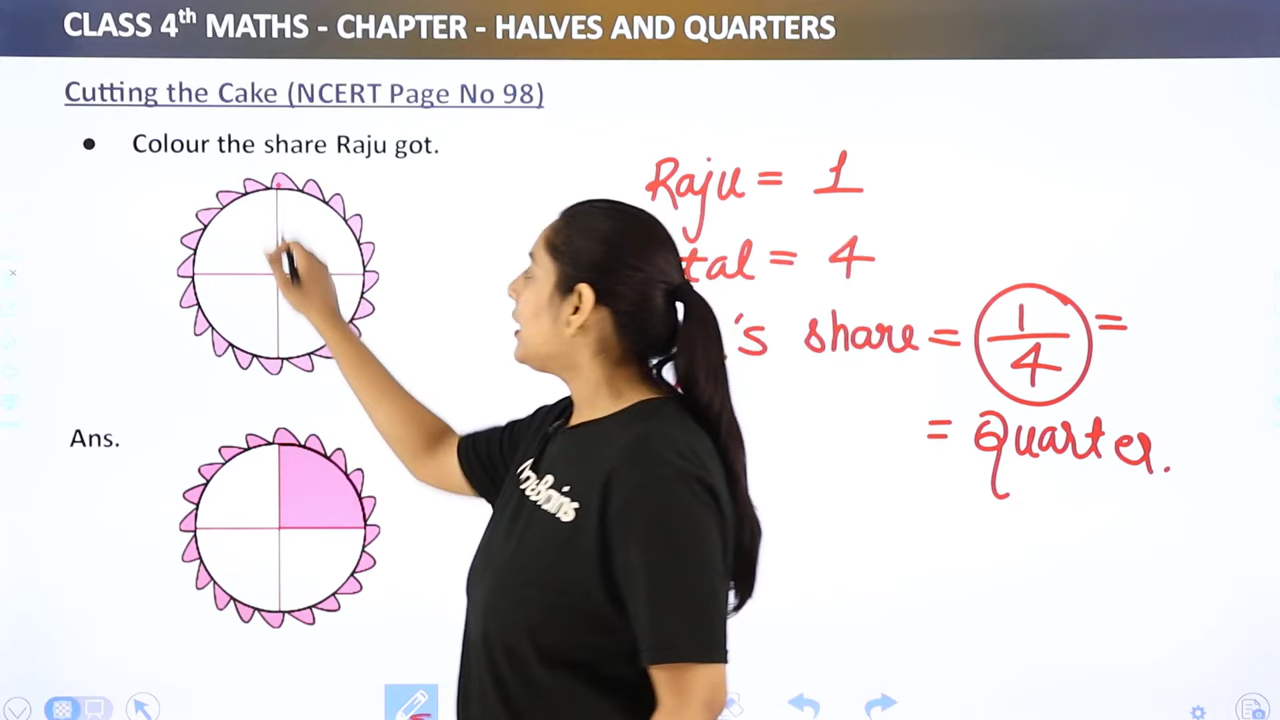 CLASS 4th MATHS - CHAPTER - HALVES AND QUARTERS
Cutting the Cake (NCERT Page No 98)
● Colour the share Raju got.
Raju = 1
tal = 4
's share = 1/4 =
= Quarter.
Ans.